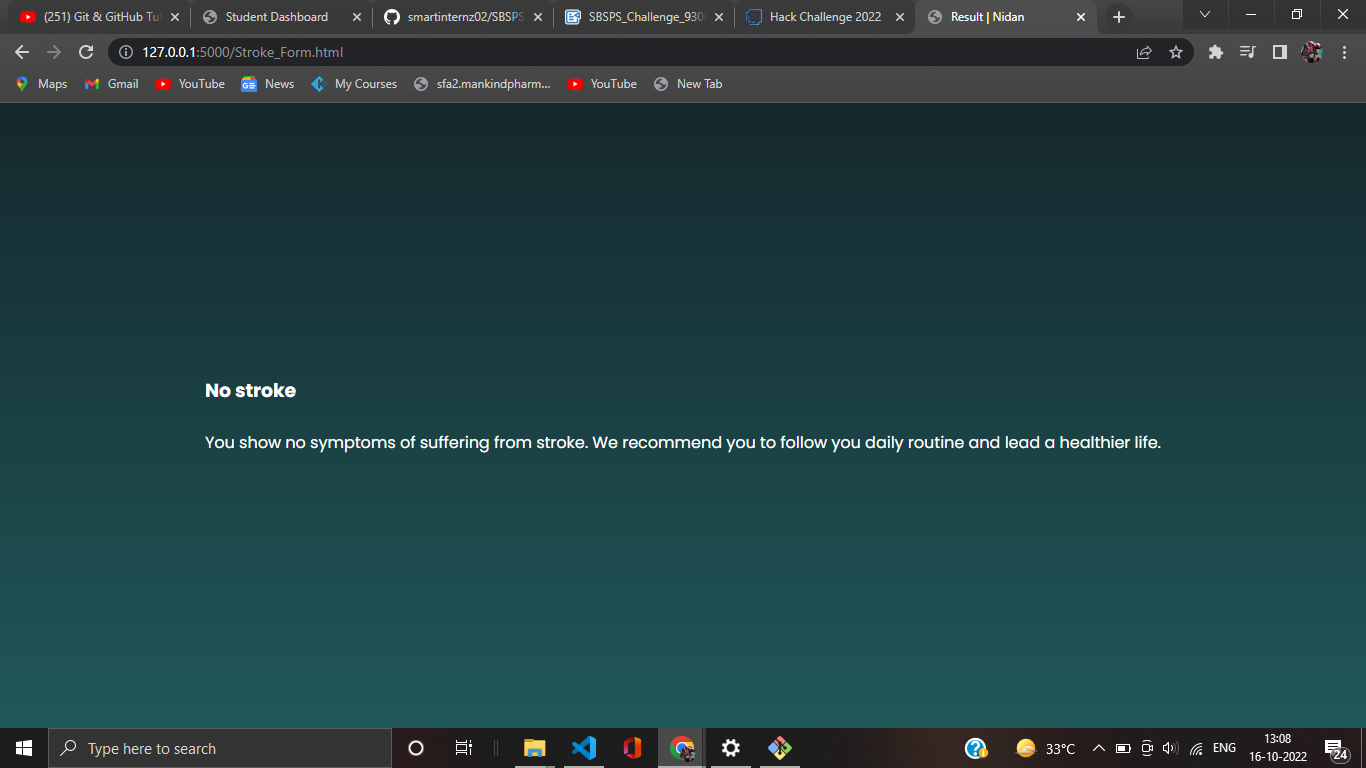 (251) Git & GitHub Tut
Student Dashboard
smartinternz02/SBSPS
SBSPS_Challenge_930
Hack Challenge 2022
Result | Nidan
127.0.0.1:5000/Stroke_Form.html
Maps
Gmail
YouTube
News
My Courses
sfa2.mankindpharm...
YouTube
New Tab
No stroke
You show no symptoms of suffering from stroke. We recommend you to follow you daily routine and lead a healthier life.
Type here to search
33°C
ENG
13:08
16-10-2022
24